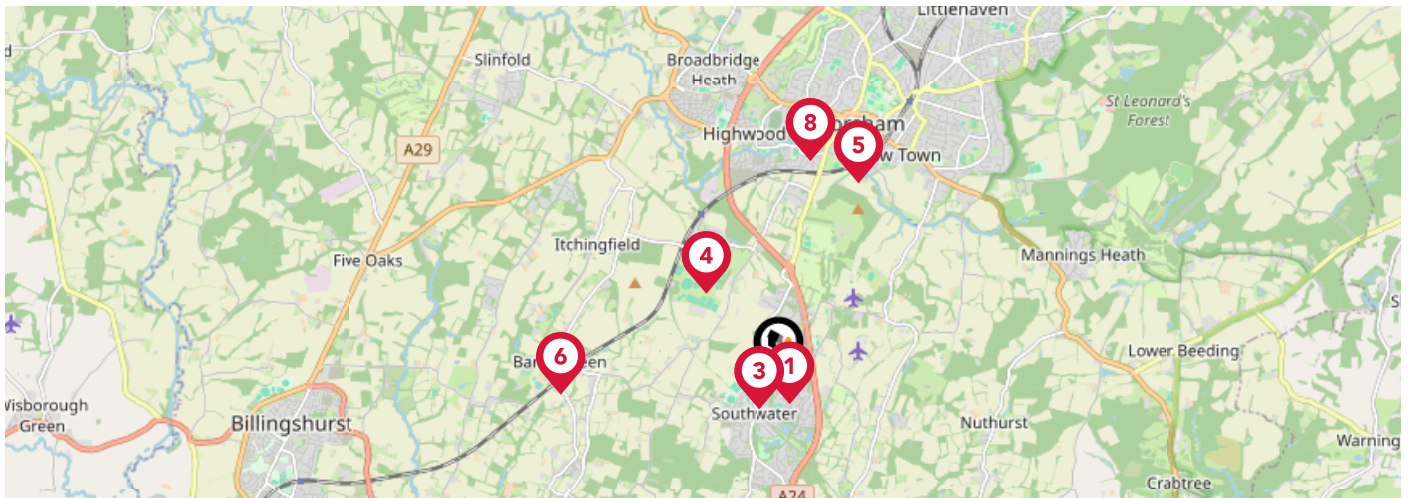 Littlehaven
Slinfold
Broadbridge
Heath
St Leonard's
Forest
8
Highwood
5
Town
A29
Itchingfield
4
Five Oaks
Mannings Heath
6
3
1
Lower Beeding
Green
Billingshurst
Southwater
Nuthurst
Warning
Crabtree
A24